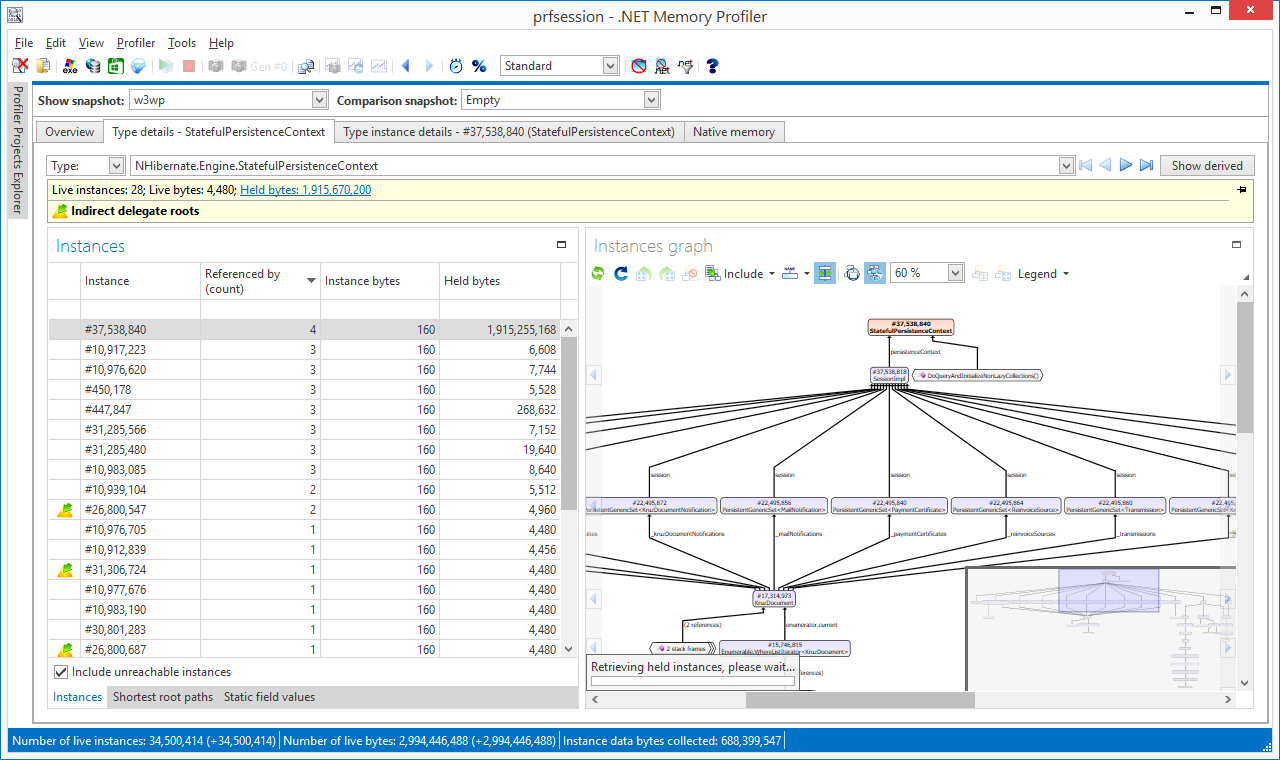 prfsession - .NET Memory Profiler
File Edit View Profiler Tools Help
exe Gen #0 % Standard .net .net ?
Profiler Projects Explorer
Show snapshot: w3wp Comparison snapshot: Empty
Overview Type details - StatefulPersistenceContext Type instance details - #37,538,840 (StatefulPersistenceContext) Native memory
Type: NHibernate.Engine.StatefulPersistenceContext Show derived
Live instances: 28; Live bytes: 4,480; Held bytes: 1,915,670,200
Indirect delegate roots
Instances
Instance Referenced by (count) Instance bytes Held bytes
#37,538,840 4 160 1,915,255,168
#10,917,223 3 160 6,608
#10,976,620 3 160 7,744
#450,178 3 160 5,528
#447,847 3 160 268,632
#31,285,566 3 160 7,152
#31,285,480 3 160 19,640
#10,983,085 3 160 8,640
#10,939,104 2 160 5,512
#26,800,547 2 160 4,960
#10,976,705 1 160 4,480
#10,912,839 1 160 4,456
#31,306,724 1 160 4,480
#10,977,676 1 160 4,480
#10,983,190 1 160 4,480
#30,801,283 1 160 4,480
#26,800,687 1 160 4,480
Include unreachable instances
Instances Shortest root paths Static field values
Instances graph
Include NAME 60 % Legend
#37,538,840
StatefulPersistenceContext
persistenceContext
#37,538,818
SessionImpl
DoQueryAndInitializeNonLazyCollections()
session session session session session
#22,495,872 #22,495,856 #22,495,840 #22,495,864 #22,495,860
PersistentGenericSet<KruzDocumentNotification> PersistentGenericSet<MailNotification> PersistentGenericSet<PaymentCertificate> PersistentGenericSet<ReinvoiceSource> PersistentGenericSet<Transmission>
_kruzDocumentNotifications _mailNotifications _paymentCertificates _reinvoiceSources _transmissions
#17,314,973
KruzDocument
(2 references) enumerator.current
2 stack frames
#15,746,815
Enumerable.WhereListIterator<KruzDocument>
Retrieving held instances, please wait...
Number of live instances: 34,500,414 (+34,500,414) Number of live bytes: 2,994,446,488 (+2,994,446,488) Instance data bytes collected: 688,399,547